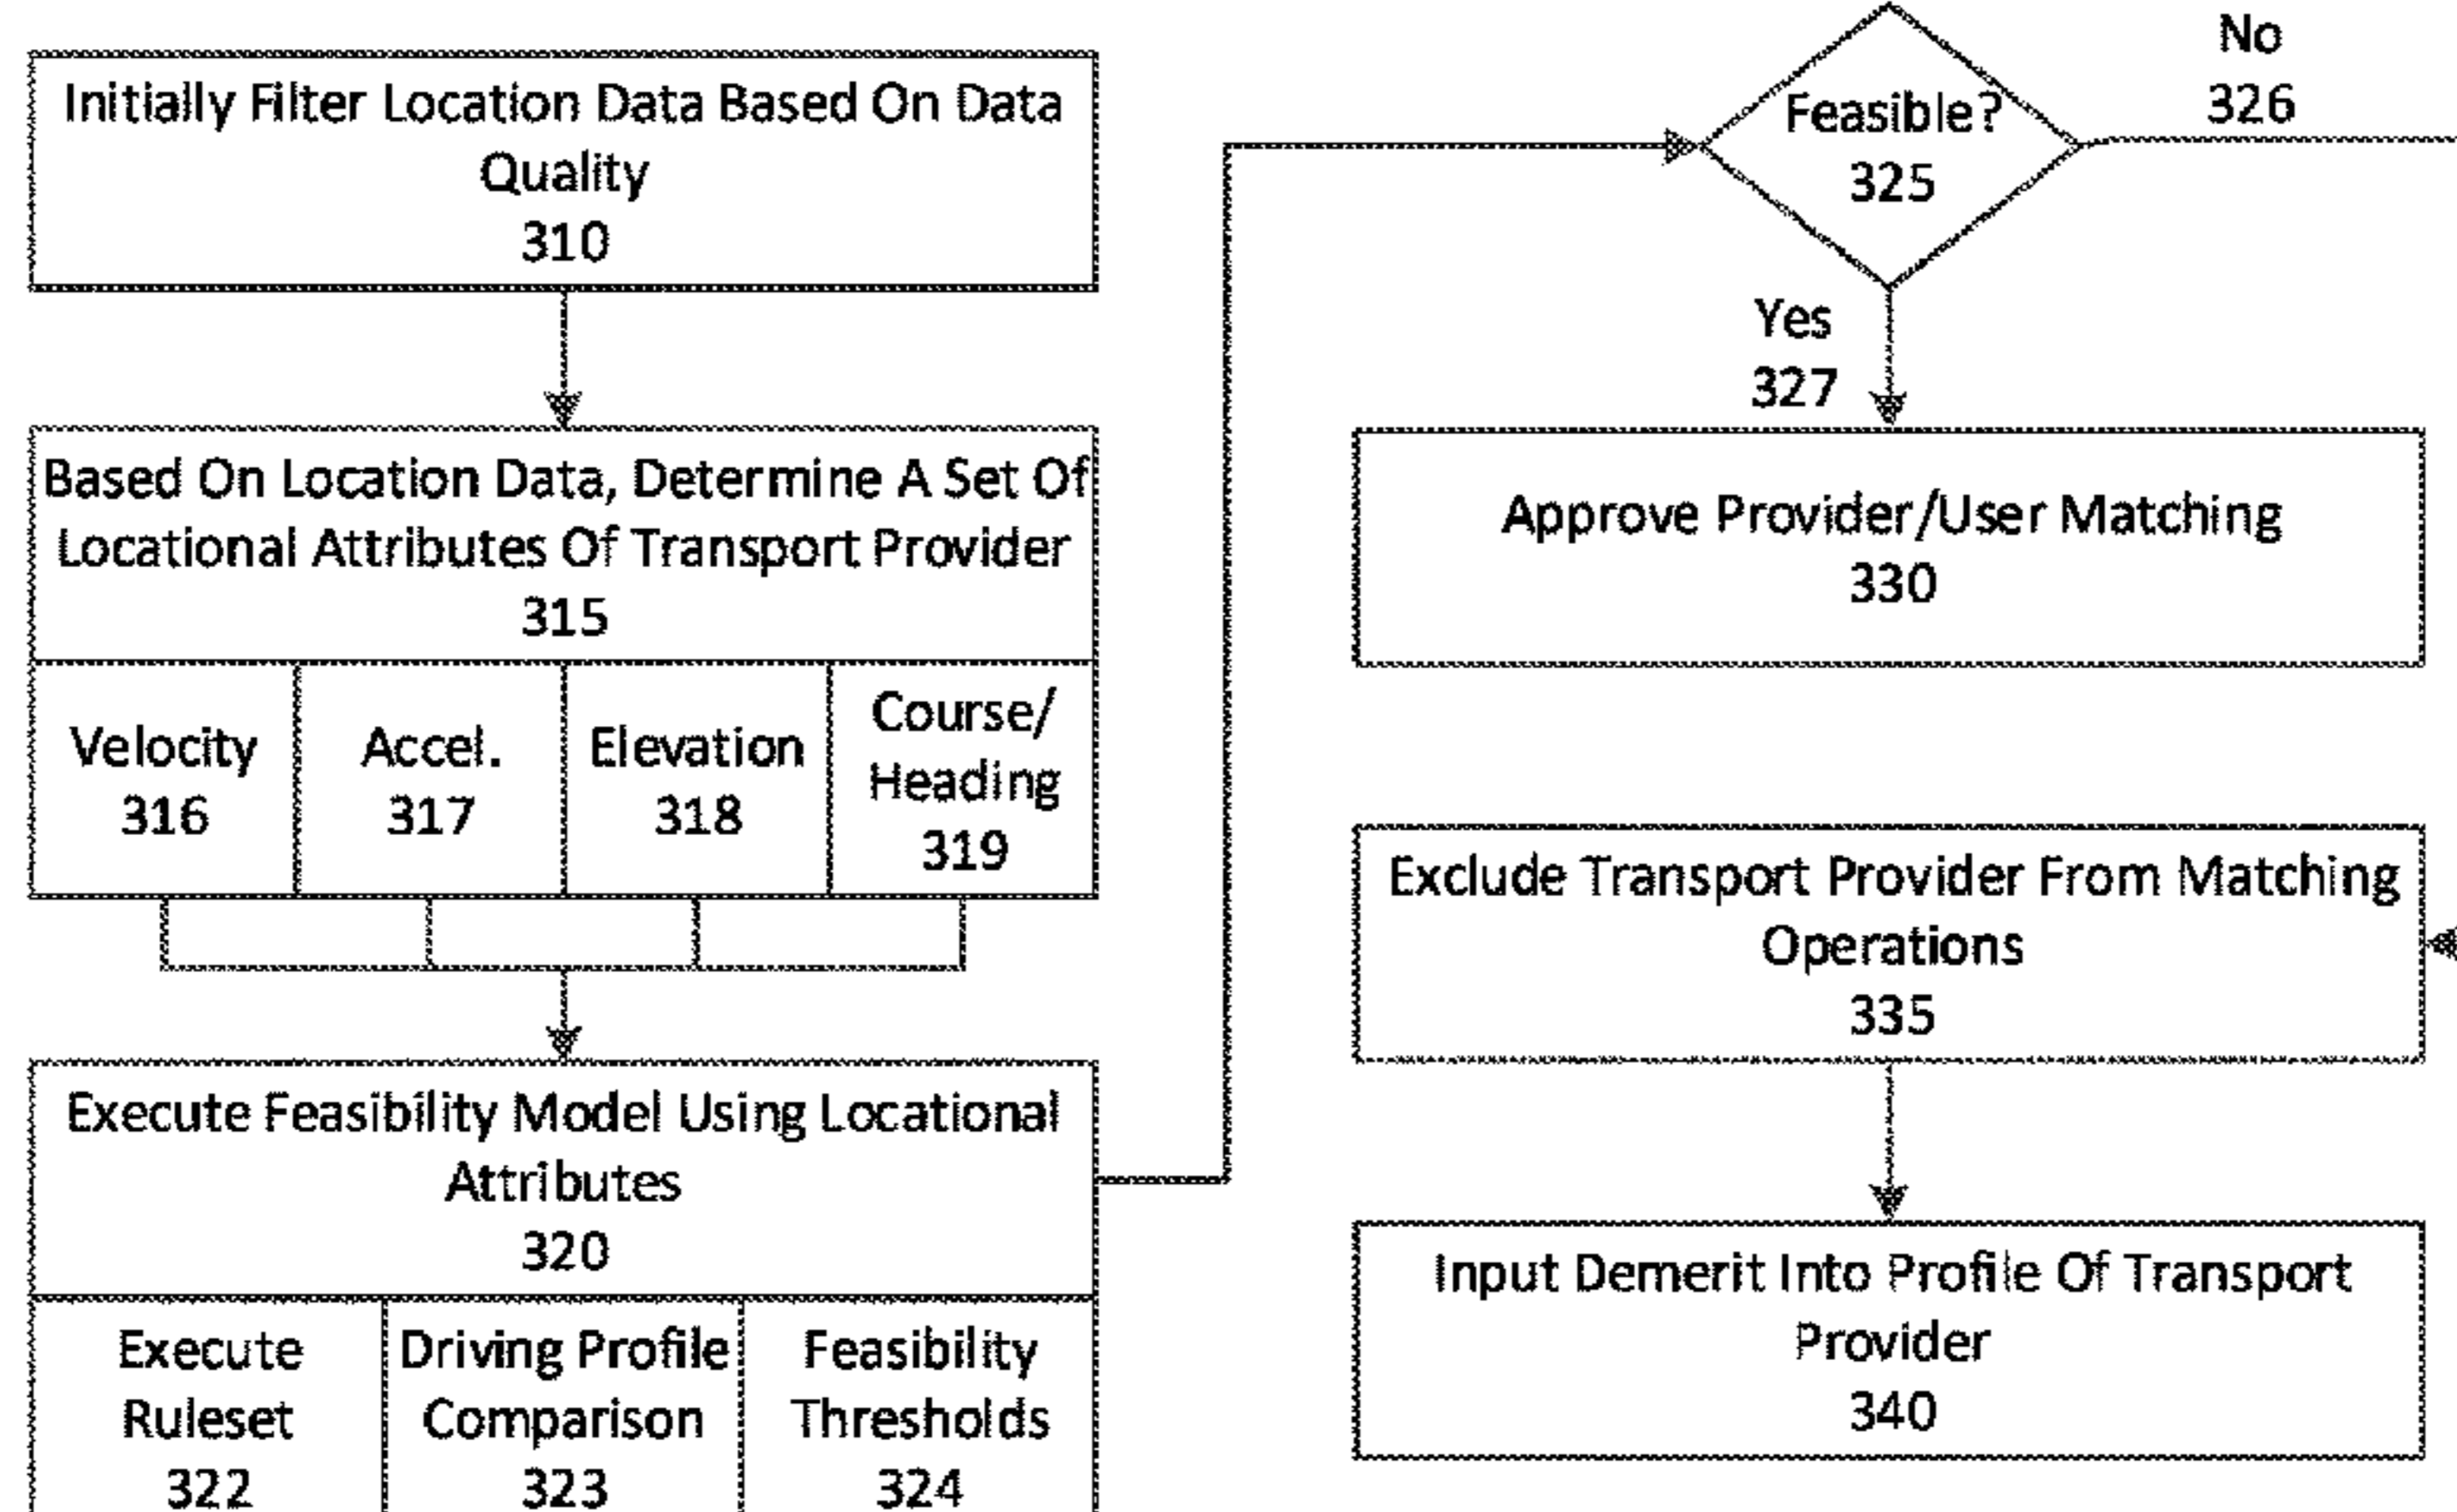 Initially Filter Location Data Based On Data
Quality
310
Based On Location Data, Determine A Set Of
Locational Attributes Of Transport Provider
315
Velocity
316
Accel.
317
Elevation
318
Course/
Heading
319
Execute Feasibility Model Using Locational
Attributes
320
Execute
Ruleset
322
Driving Profile
Comparison
323
Feasibility
Thresholds
324
Feasible?
325
No
326
Yes
327
Approve Provider/User Matching
330
Exclude Transport Provider From Matching
Operations
335
Input Demerit Into Profile Of Transport
Provider
340